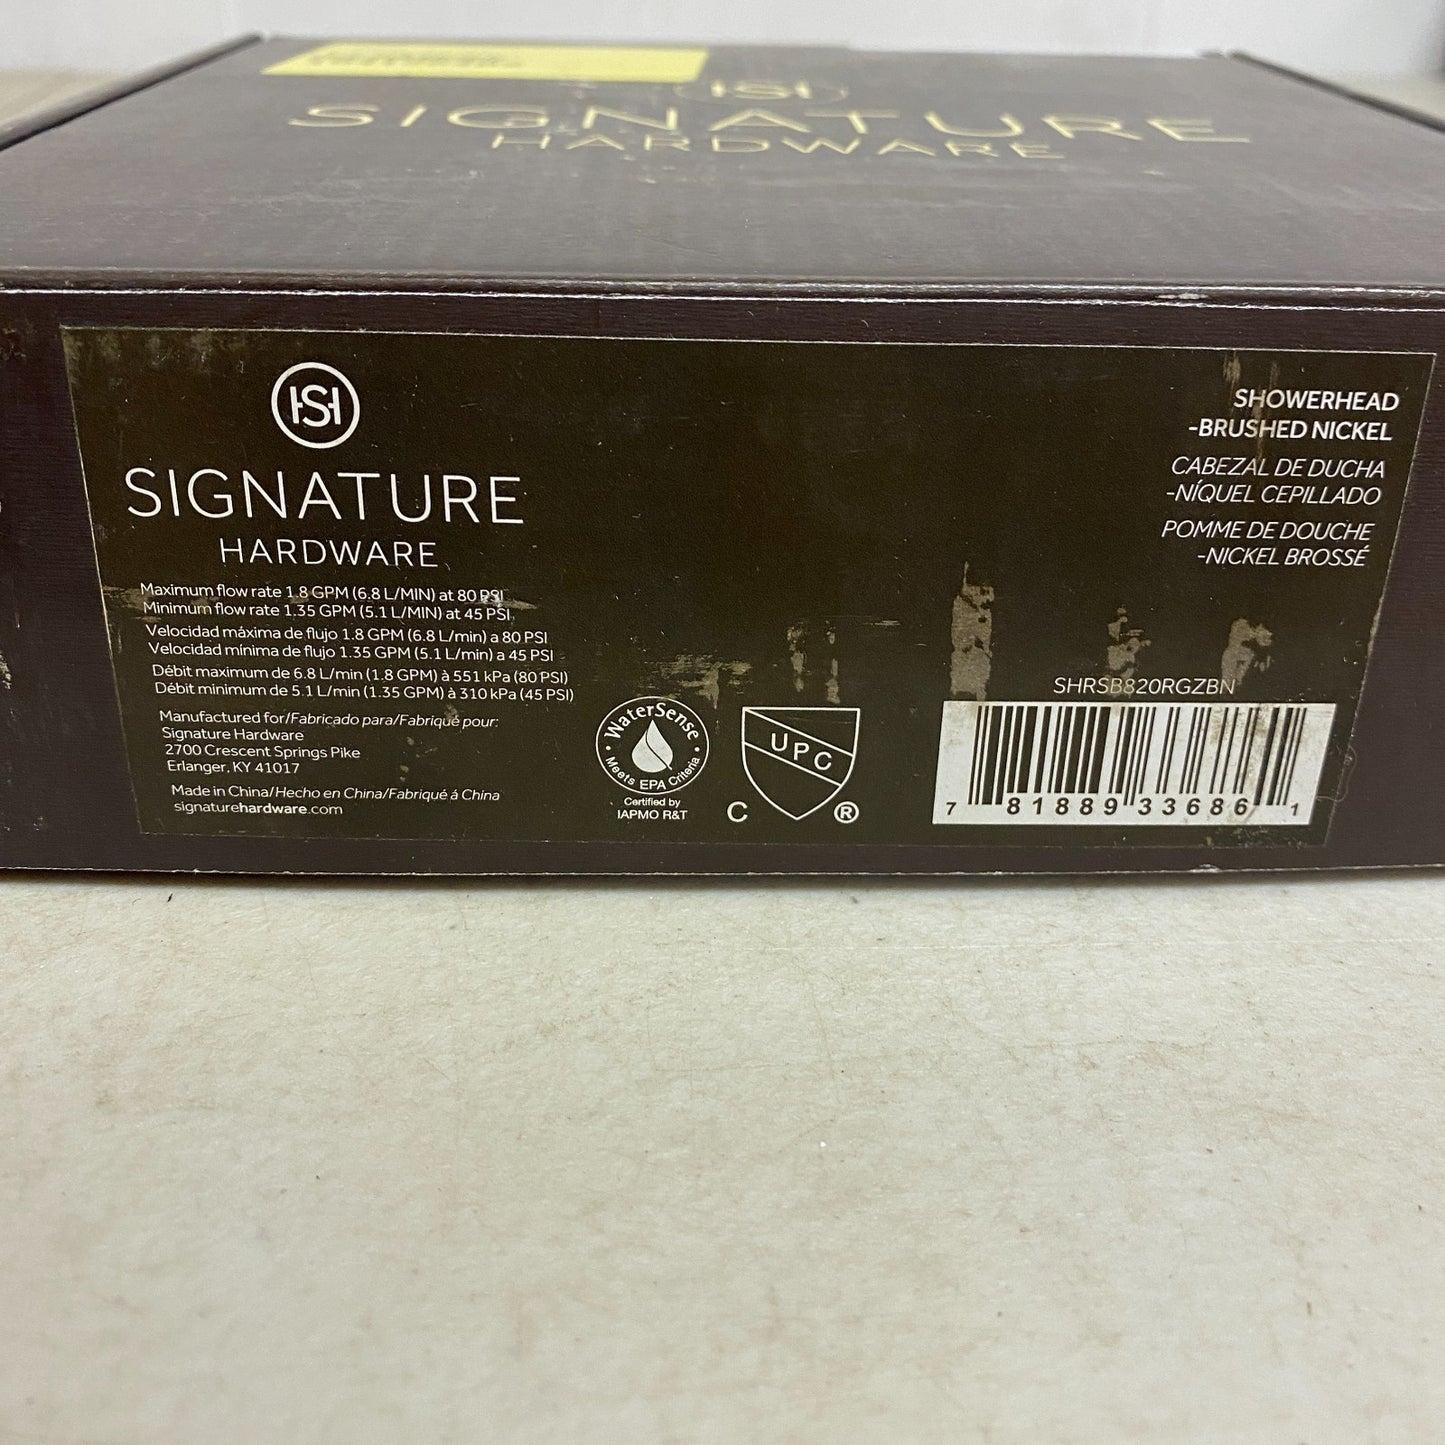 SIGNATURE
HARDWARE
HS
SIGNATURE
HARDWARE
Maximum flow rate 1.8 GPM (6.8 L/MIN) at 80 PSI
Minimum flow rate 1.35 GPM (5.1 L/MIN) at 45 PSI
Velocidad máxima de flujo 1.8 GPM (6.8 L/min) a 80 PSI
Velocidad mínima de flujo 1.35 GPM (5.1 L/min) a 45 PSI
Débit maximum de 6.8 L/min (1.8 GPM) à 551 kPa (80 PSI)
Débit minimum de 5.1 L/min (1.35 GPM) à 310 kPa (45 PSI)
Manufactured for/Fabricado para/Fabriqué pour:
Signature Hardware
2700 Crescent Springs Pike
Erlanger, KY 41017
Made in China/Hecho en China/Fabriqué á China
signaturehardware.com
WaterSense
Meets EPA Criteria
Certified by
IAPMO R&T
UPC
C ®
SHOWERHEAD
-BRUSHED NICKEL
CABEZAL DE DUCHA
-NÍQUEL CEPILLADO
POMME DE DOUCHE
-NICKEL BROSSÉ
SHRSB820RGZBN
7 81889 33686 1